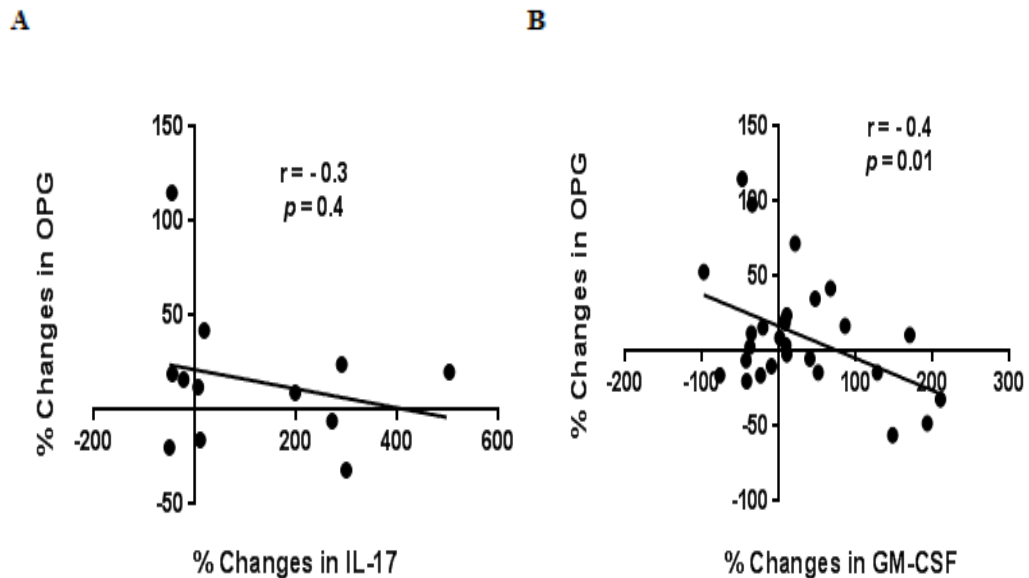 A
B
% Changes in OPG
150
100
50
-50
-200
200
400
600
r = - 0.3
p = 0.4
% Changes in IL-17
% Changes in OPG
150
100
50
-50
-100
-200
-100
100
200
300
r = - 0.4
p = 0.01
% Changes in GM-CSF